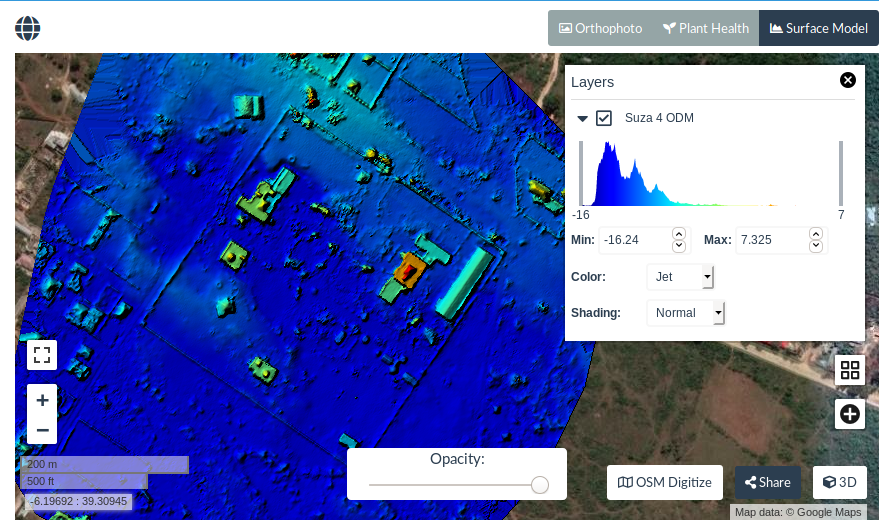 Orthophoto Plant Health Surface Model
Layers
Suza 4 ODM
-16 7
Min: -16.24 Max: 7.325
Color: Jet
Shading: Normal
+
−
200 m
500 ft
-6.19692 : 39.30945
Opacity:
OSM Digitize Share 3D
Map data: © Google Maps